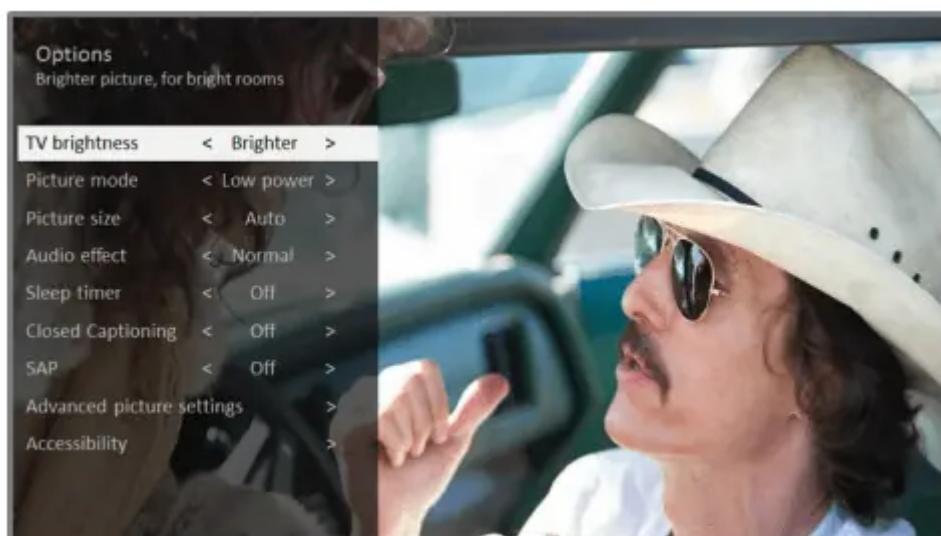 Options
Brighter picture, for bright rooms
TV brightness < Brighter >
Picture mode < Low power >
Picture size < Auto >
Audio effect < Normal >
Sleep timer < Off >
Closed Captioning < Off >
SAP < Off >
Advanced picture settings >
Accessibility >